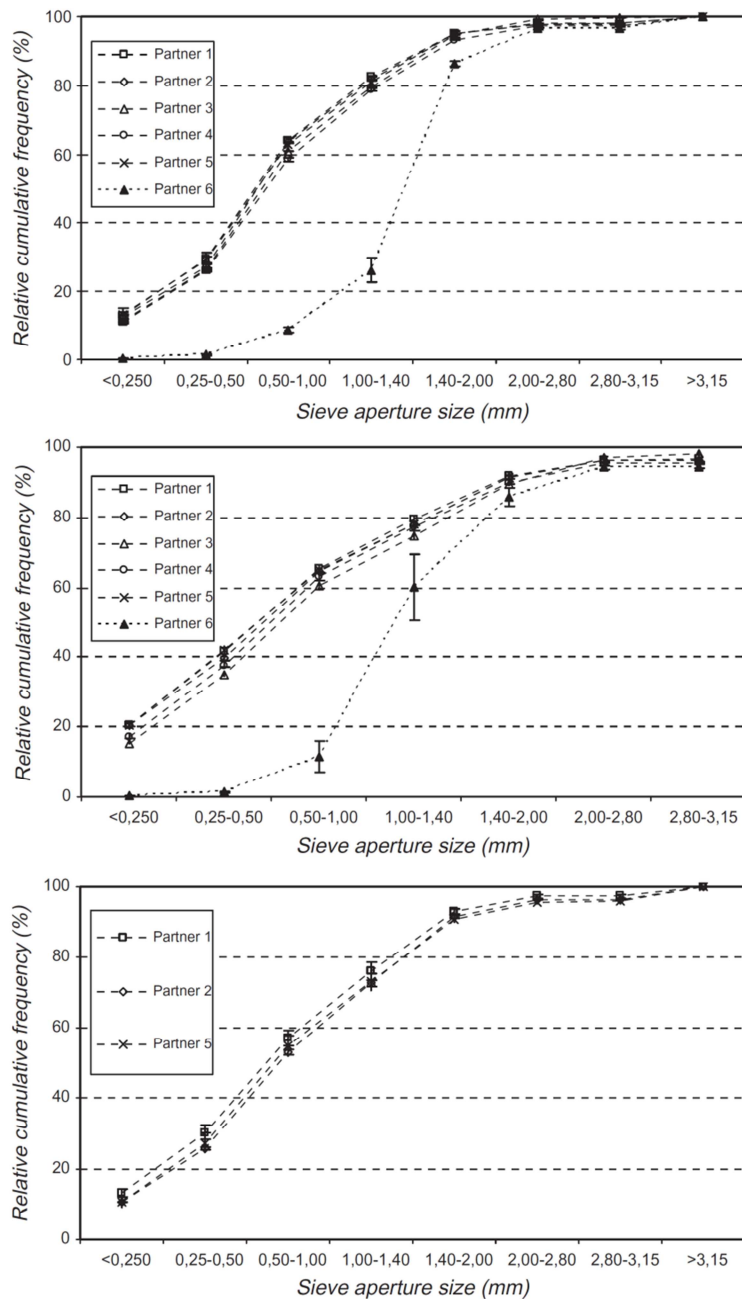 Relative cumulative frequency (%)
100
80
60
40
20
0
Partner 1
Partner 2
Partner 3
Partner 4
Partner 5
Partner 6
<0,250 0,25-0,50 0,50-1,00 1,00-1,40 1,40-2,00 2,00-2,80 2,80-3,15 >3,15
Sieve aperture size (mm)
Relative cumulative frequency (%)
100
80
60
40
20
0
Partner 1
Partner 2
Partner 3
Partner 4
Partner 5
Partner 6
<0,250 0,25-0,50 0,50-1,00 1,00-1,40 1,40-2,00 2,00-2,80 2,80-3,15
Sieve aperture size (mm)
Relative cumulative frequency (%)
100
80
60
40
20
0
Partner 1
Partner 2
Partner 5
<0,250 0,25-0,50 0,50-1,00 1,00-1,40 1,40-2,00 2,00-2,80 2,80-3,15 >3,15
Sieve aperture size (mm)